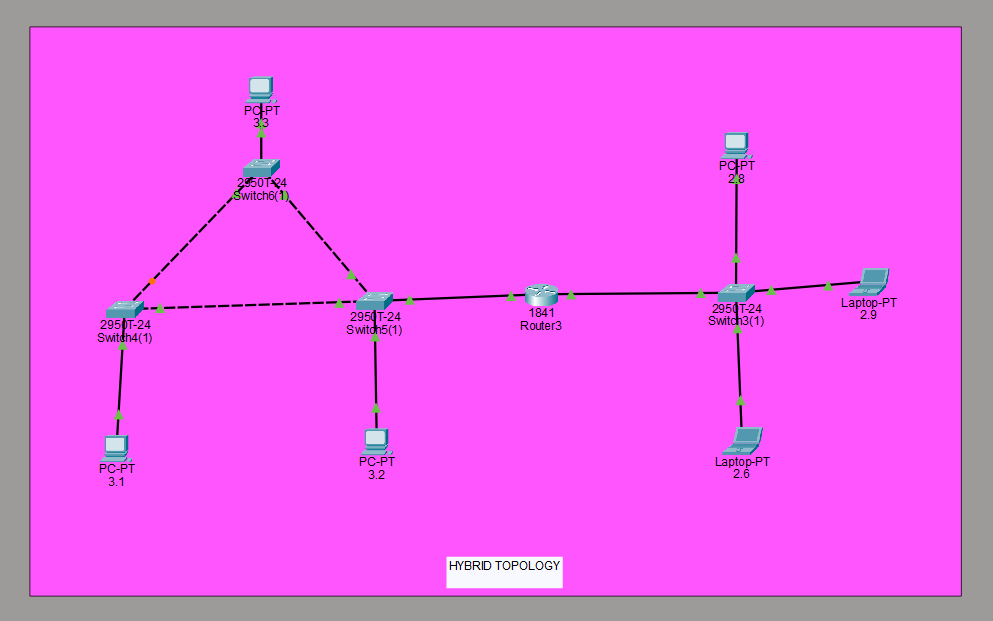 PC-PT
3.3
2950T-24
Switch6(1)
PC-PT
2.8
2950T-24
Switch4(1)
2950T-24
Switch5(1)
1841
Router3
2950T-24
Switch3(1)
Laptop-PT
2.9
PC-PT
3.1
PC-PT
3.2
Laptop-PT
2.6
HYBRID TOPOLOGY